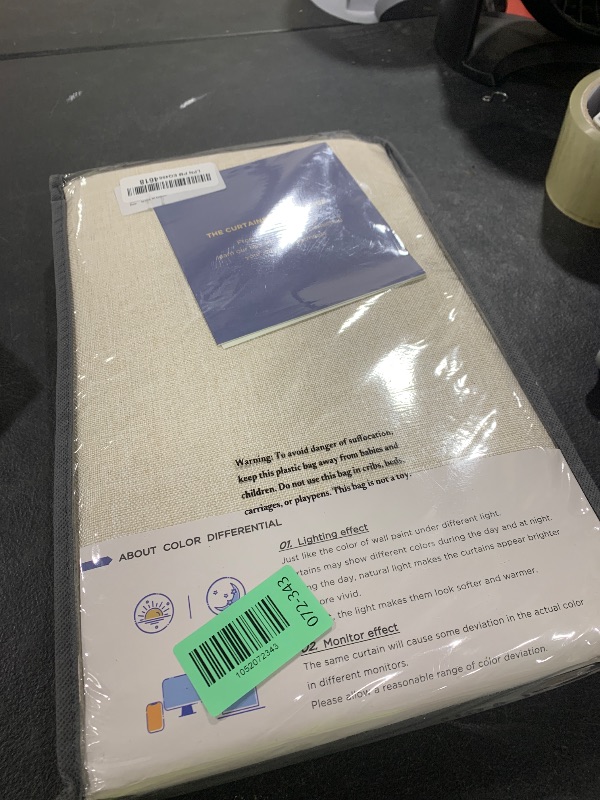 THE CURTAIN
Warning: To avoid danger of suffocation,
keep this plastic bag away from babies and
children. Do not use this bag in cribs, beds,
carriages, or playpens. This bag is not a toy.
ABOUT COLOR DIFFERENTIAL
01. Lighting effect
Just like the color of wall paint under different light.
rtains may show different colors during the day and at night.
ng the day, natural light makes the curtains appear brighter
ore vivid.
the light makes them look softer and warmer.
02. Monitor effect
The same curtain will cause some deviation in the actual color
in different monitors.
Please allow a reasonable range of color deviation.
072-343
1052072343